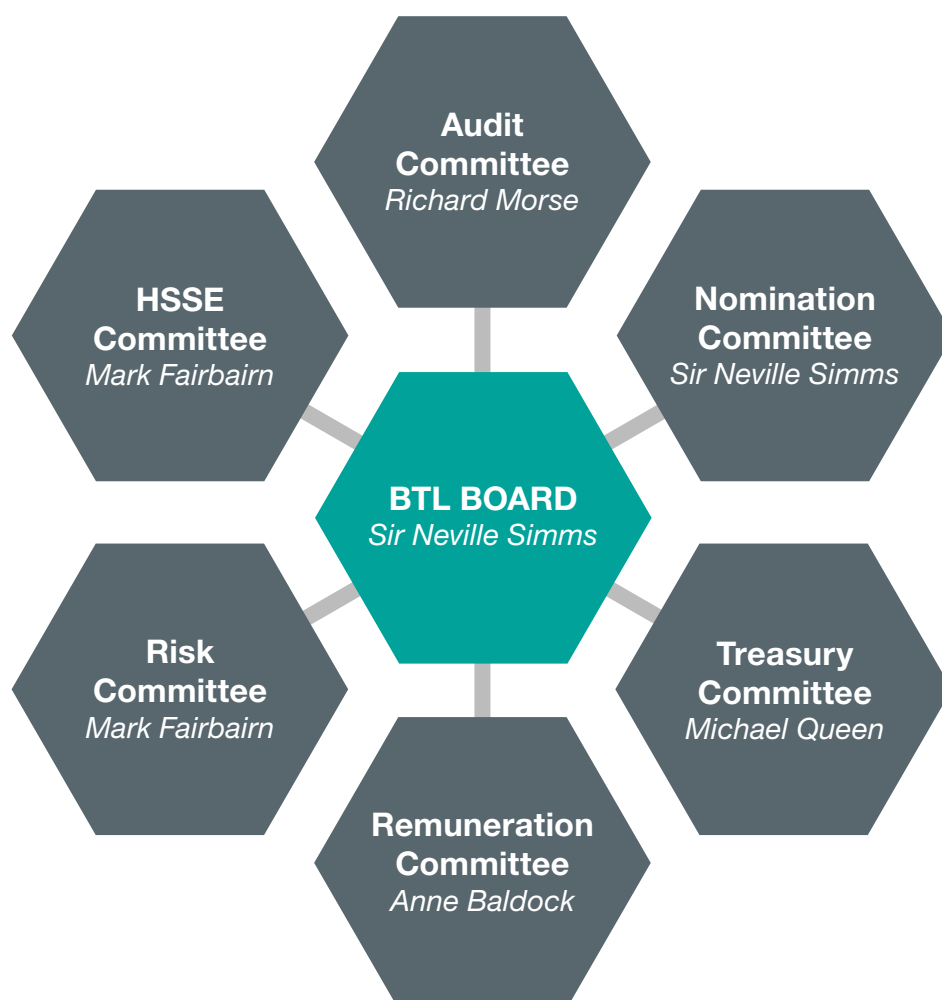 Audit
Committee
Richard Morse
HSSE
Committee
Mark Fairbairn
Nomination
Committee
Sir Neville Simms
BTL BOARD
Sir Neville Simms
Risk
Committee
Mark Fairbairn
Treasury
Committee
Michael Queen
Remuneration
Committee
Anne Baldock